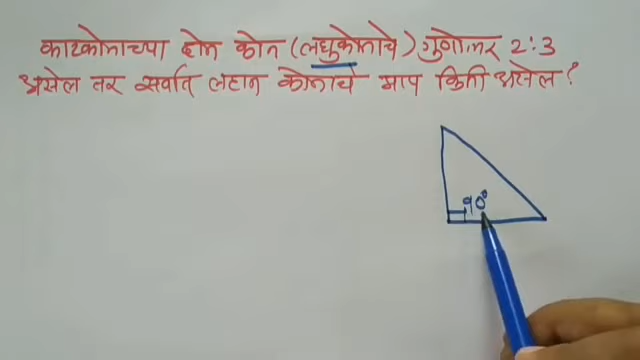 काटकोनाच्या दोन कोन (लघुकोनाचे) गुणोत्तर 2:3
असेल तर सर्वात लहान कोनाचे माप किती असेल?
90°